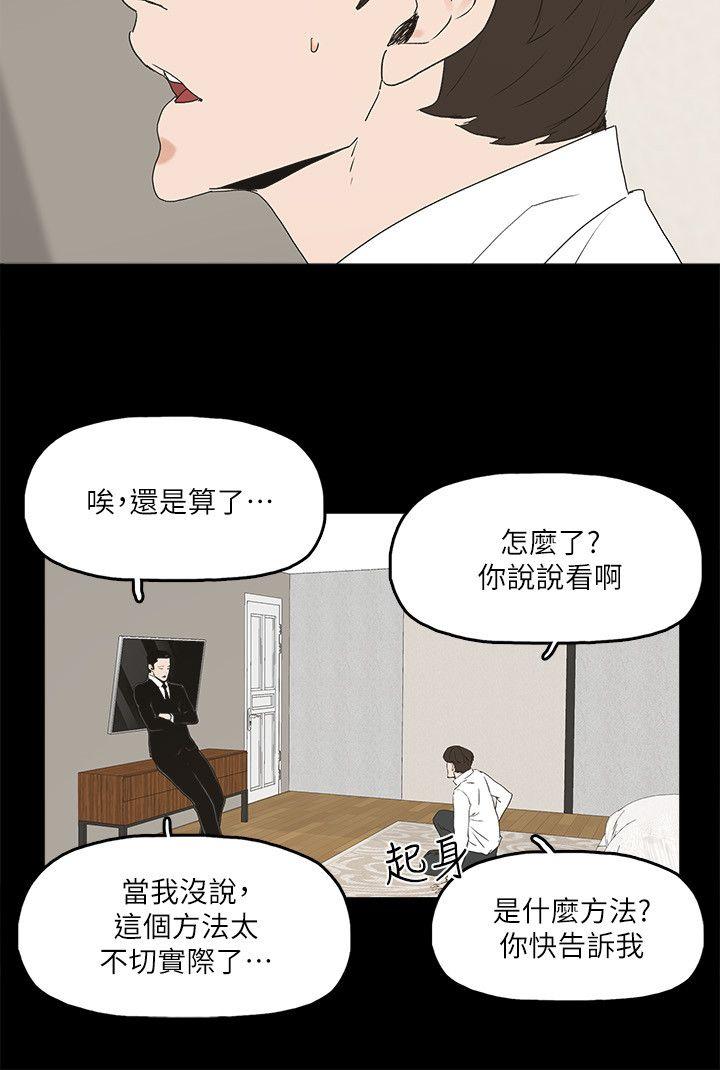 唉，還是算了…
怎麼了?
你說說看啊
起身
當我沒說，
這個方法太
不切實際了…
是什麼方法?
你快告訴我